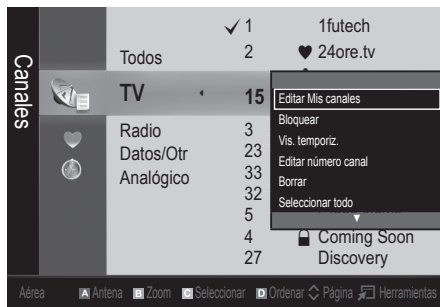 Canales
✓ 1 1futech
Todos 2 ♥ 24ore.tv
TV 15
Radio 3
Datos/Otr 23
Analógico 33
32
5
4 Coming Soon
27 Discovery
Editar Mis canales
Bloquear
Vis. temporiz.
Editar número canal
Borrar
Seleccionar todo
Aérea A Antena B Zoom C Seleccionar D Ordenar Página Herramientas